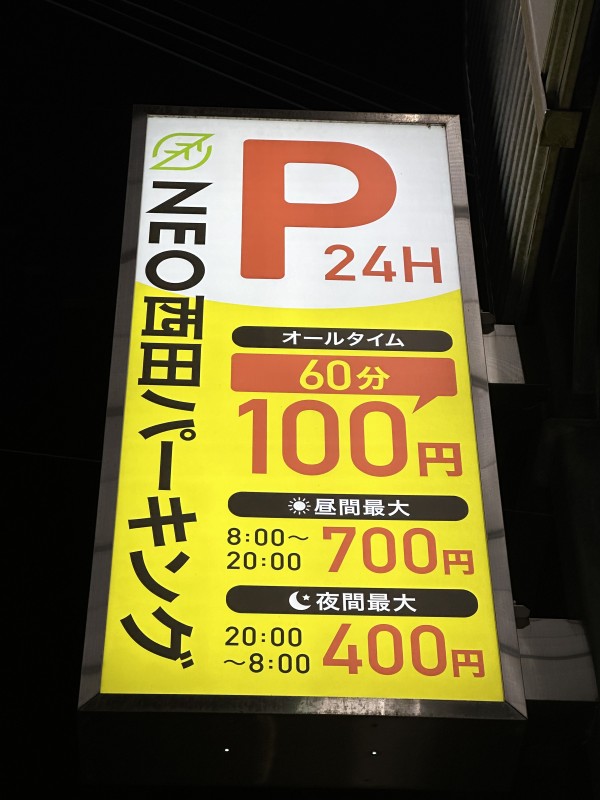 NEO西田パーキング
P
24H
オールタイム
60分
100円
昼間最大
8:00～
20:00
700円
夜間最大
20:00
～8:00
400円